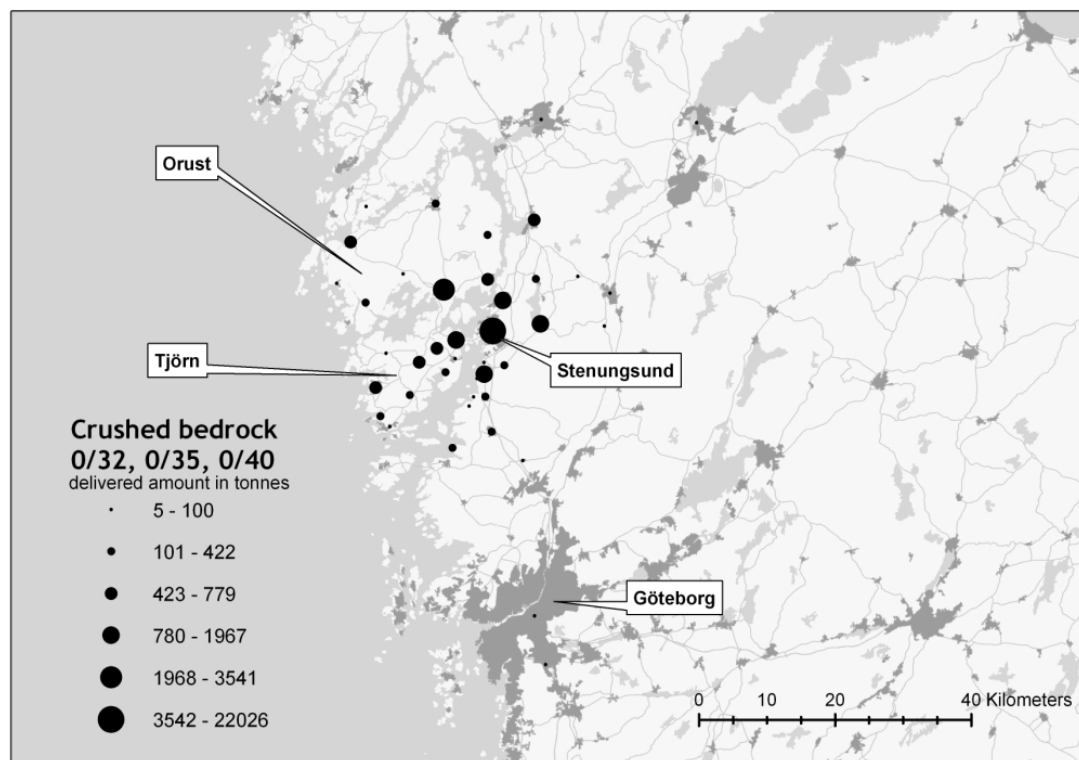 Orust
Tjörn
Stenungsund
Crushed bedrock
0/32, 0/35, 0/40
delivered amount in tonnes
5 - 100
101 - 422
423 - 779
780 - 1967
1968 - 3541
3542 - 22026
Göteborg
0 10 20 40 Kilometers